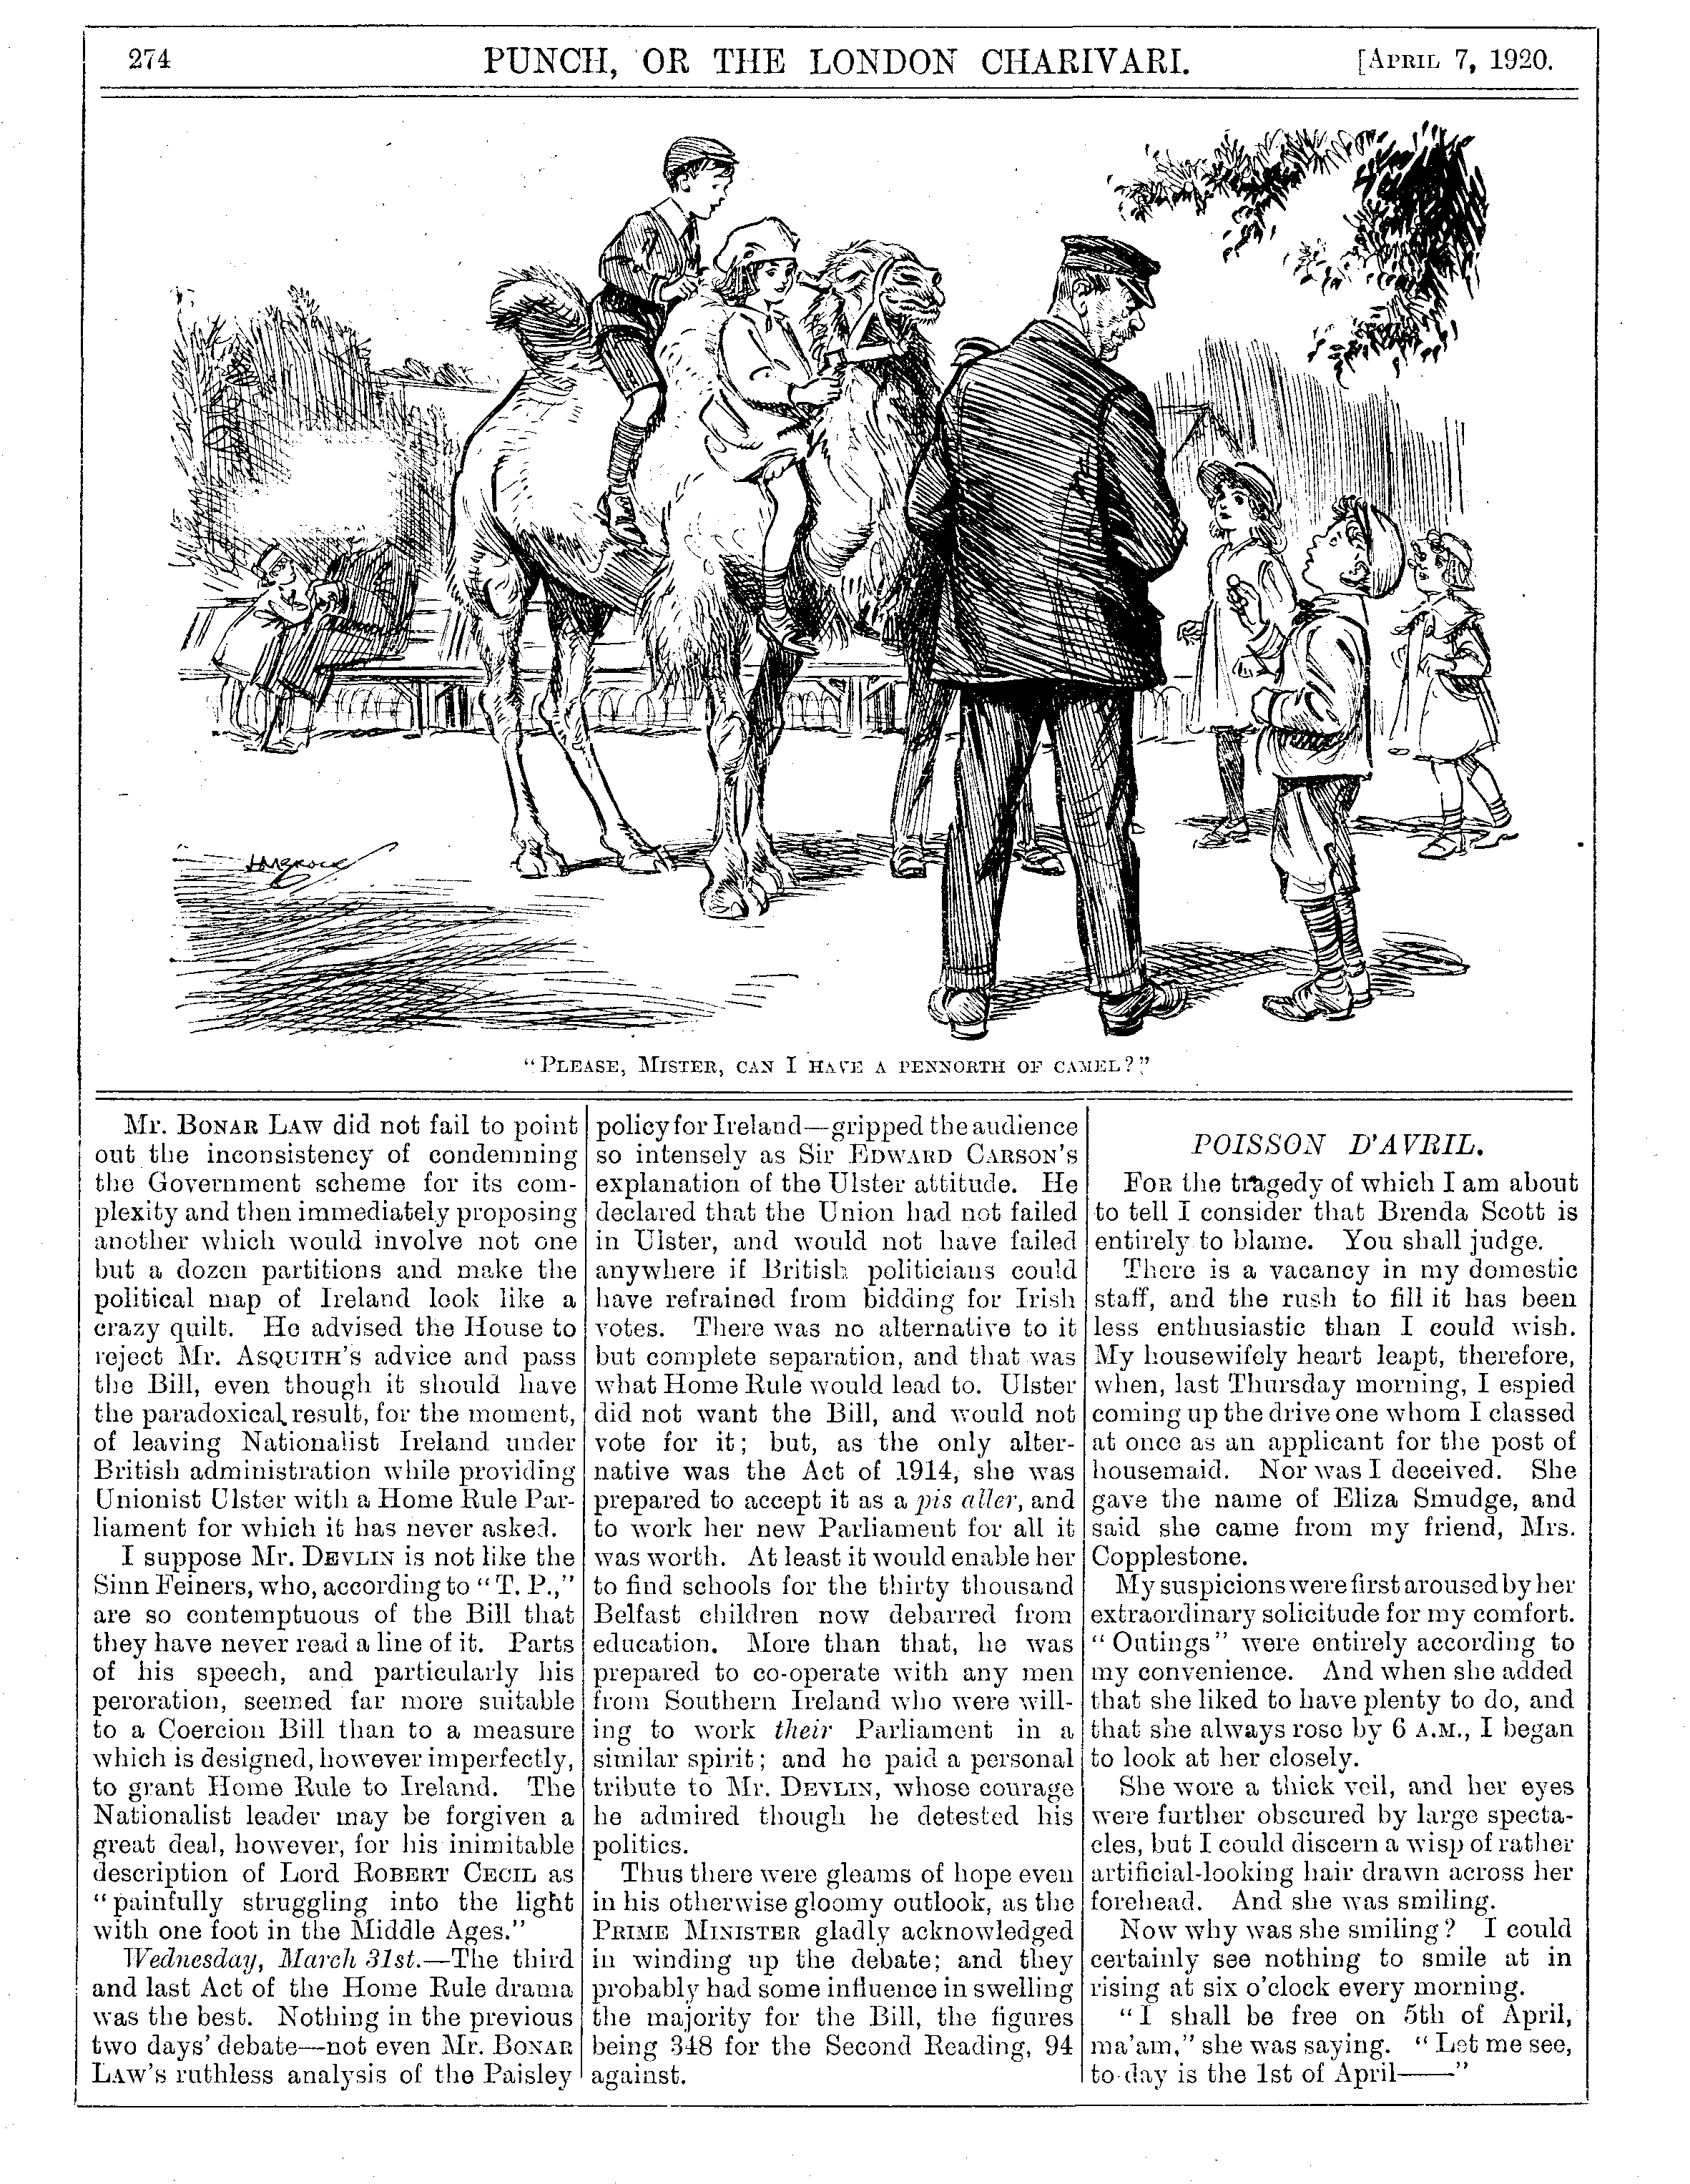 274
PUNCH, OR THE LONDON CHARIVARI.
[APRIL 7, 1920.
"PLEASE, MISTER, CAN I HAVE A PENNORTH OF CAMEL?"
Mr. BONAR LAW did not fail to point
out the inconsistency of condemning
the Government scheme for its com-
plexity and then immediately proposing
another which would involve not one
but a dozen partitions and make the
political map of Ireland look like a
crazy quilt. He advised the House to
reject Mr. ASQUITH'S advice and pass
the Bill, even though it should have
the paradoxical result, for the moment,
of leaving Nationalist Ireland under
British administration while providing
Unionist Ulster with a Home Rule Par-
liament for which it has never asked.
I suppose Mr. DEVLIN is not like the
Sinn Feiners, who, according to "T. P.,"
are so contemptuous of the Bill that
they have never read a line of it. Parts
of his speech, and particularly his
peroration, seemed far more suitable
to a Coercion Bill than to a measure
which is designed, however imperfectly,
to grant Home Rule to Ireland. The
Nationalist leader may be forgiven a
great deal, however, for his inimitable
description of Lord ROBERT CECIL as
"painfully struggling into the light
with one foot in the Middle Ages."
Wednesday, March 31st.—The third
and last Act of the Home Rule drama
was the best. Nothing in the previous
two days' debate—not even Mr. BONAR
LAW'S ruthless analysis of the Paisley
policy for Ireland—gripped the audience
so intensely as Sir EDWARD CARSON'S
explanation of the Ulster attitude. He
declared that the Union had not failed
in Ulster, and would not have failed
anywhere if British politicians could
have refrained from bidding for Irish
votes. There was no alternative to it
but complete separation, and that was
what Home Rule would lead to. Ulster
did not want the Bill, and would not
vote for it; but, as the only alter-
native was the Act of 1914, she was
prepared to accept it as a pis aller, and
to work her new Parliament for all it
was worth. At least it would enable her
to find schools for the thirty thousand
Belfast children now debarred from
education. More than that, he was
prepared to co-operate with any men
from Southern Ireland who were will-
ing to work their Parliament in a
similar spirit; and he paid a personal
tribute to Mr. DEVLIN, whose courage
he admired though he detested his
politics.
Thus there were gleams of hope even
in his otherwise gloomy outlook, as the
PRIME MINISTER gladly acknowledged
in winding up the debate; and they
probably had some influence in swelling
the majority for the Bill, the figures
being 348 for the Second Reading, 94
against.
POISSON D'AVRIL.
FOR the tragedy of which I am about
to tell I consider that Brenda Scott is
entirely to blame. You shall judge.
There is a vacancy in my domestic
staff, and the rush to fill it has been
less enthusiastic than I could wish.
My housewifely heart leapt, therefore,
when, last Thursday morning, I espied
coming up the drive one whom I classed
at once as an applicant for the post of
housemaid. Nor was I deceived. She
gave the name of Eliza Smudge, and
said she came from my friend, Mrs.
Copplestone.
My suspicions were first aroused by her
extraordinary solicitude for my comfort.
"Outings" were entirely according to
my convenience. And when she added
that she liked to have plenty to do, and
that she always rose by 6 A.M., I began
to look at her closely.
She wore a thick veil, and her eyes
were further obscured by large specta-
cles, but I could discern a wisp of rather
artificial-looking hair drawn across her
forehead. And she was smiling.
Now why was she smiling? I could
certainly see nothing to smile at in
rising at six o'clock every morning.
"I shall be free on 5th of April,
ma'am," she was saying. "Let me see,
to-day is the 1st of April——"